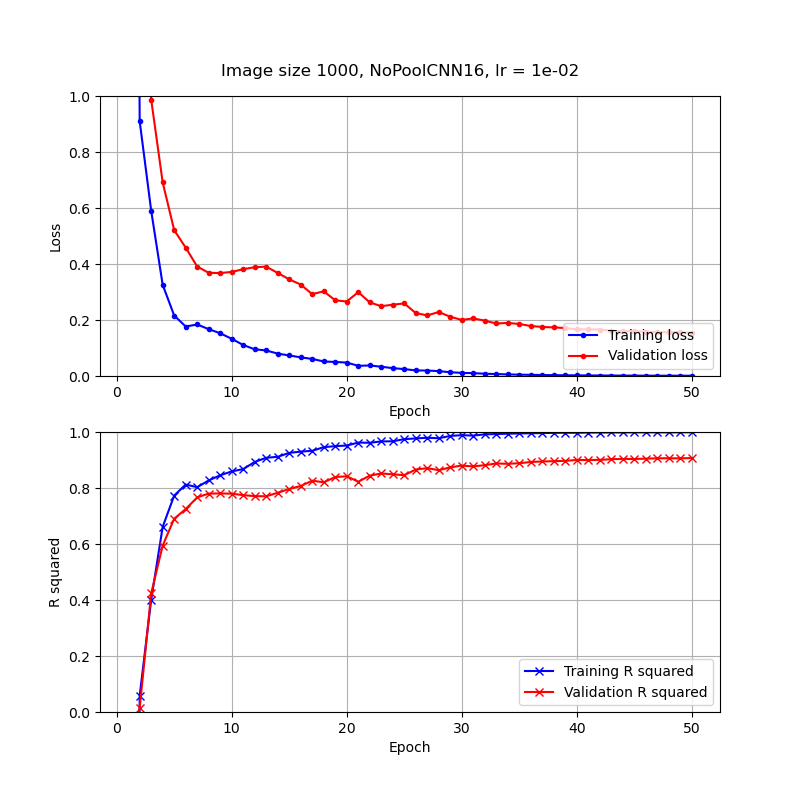 Image size 1000, NoPoolCNN16, lr = 1e-02
1.0
0.8
0.6
0.4
0.2
0.0
Loss
Training loss
Validation loss
0 10 20 30 40 50
Epoch
1.0
0.8
0.6
0.4
0.2
0.0
R squared
Training R squared
Validation R squared
0 10 20 30 40 50
Epoch